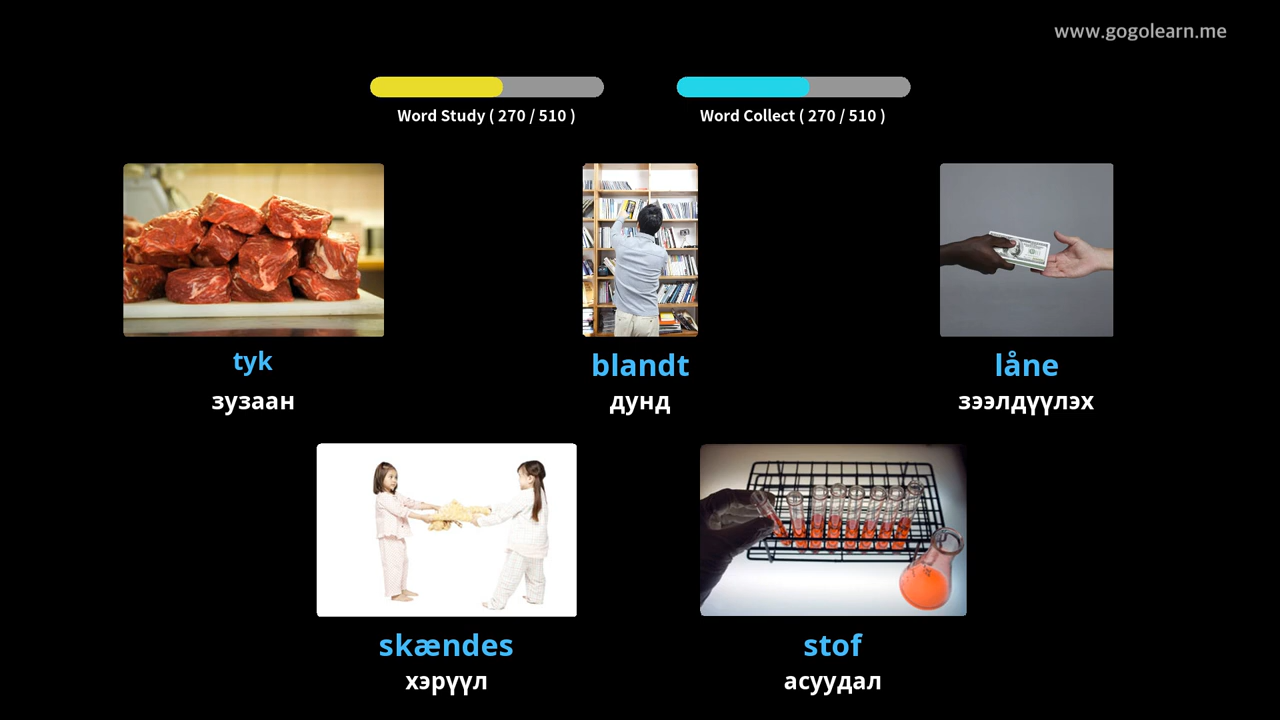 www.gogolearn.me
Word Study ( 270 / 510 )
Word Collect ( 270 / 510 )
tyk
зузаан
blandt
дунд
låne
зээлдүүлэх
skændes
хэрүүл
stof
асуудал